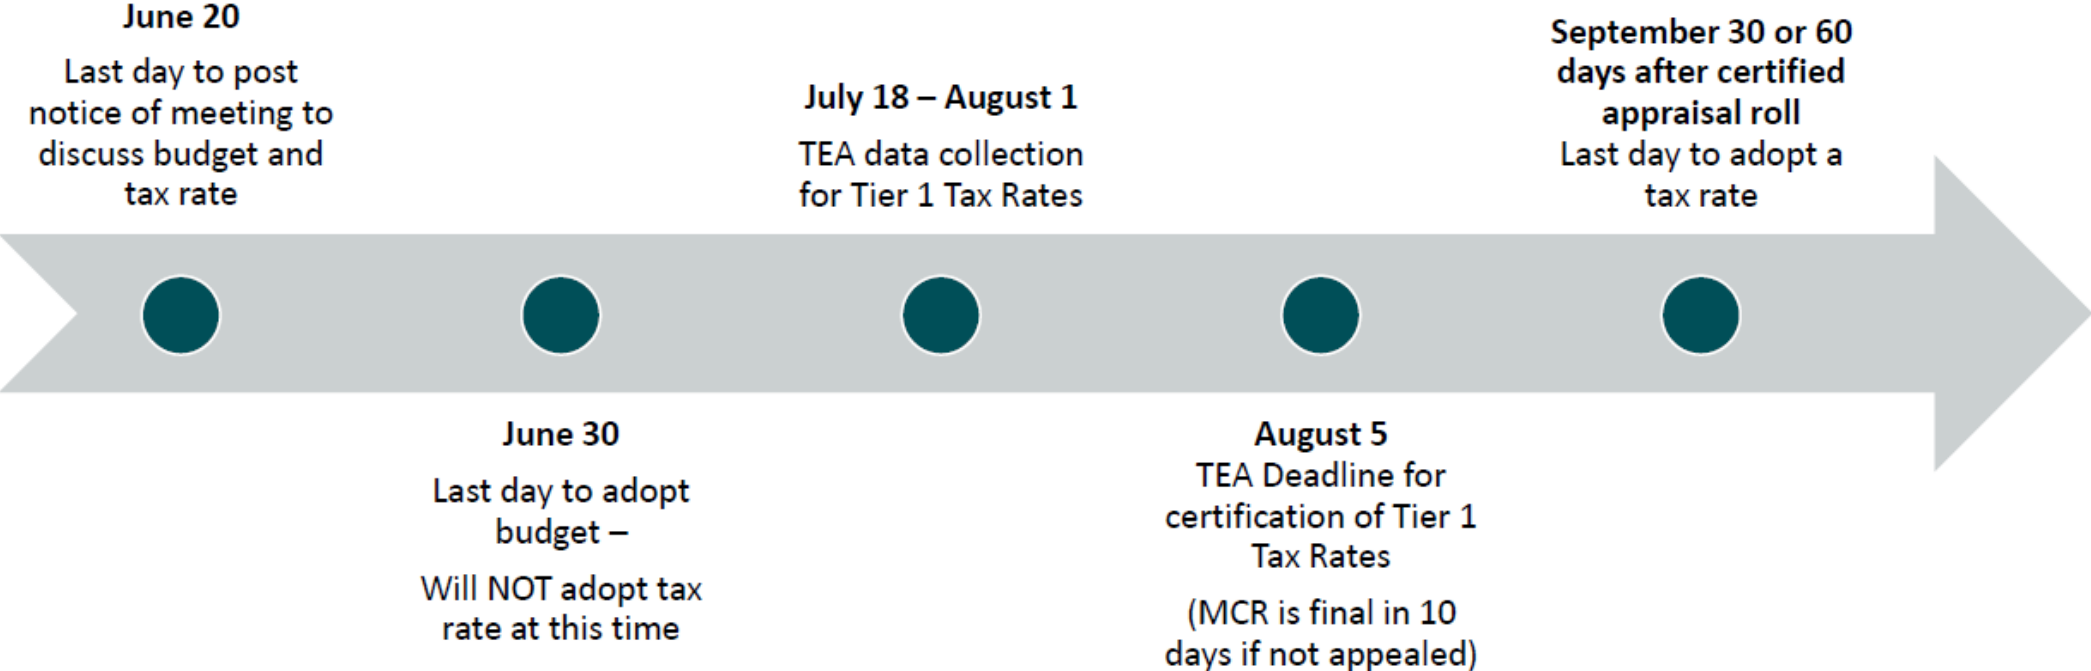 June 20
Last day to post
notice of meeting to
discuss budget and
tax rate
June 30
Last day to adopt
budget –
Will NOT adopt tax
rate at this time
July 18 – August 1
TEA data collection
for Tier 1 Tax Rates
August 5
TEA Deadline for
certification of Tier 1
Tax Rates
(MCR is final in 10
days if not appealed)
September 30 or 60
days after certified
appraisal roll
Last day to adopt a
tax rate